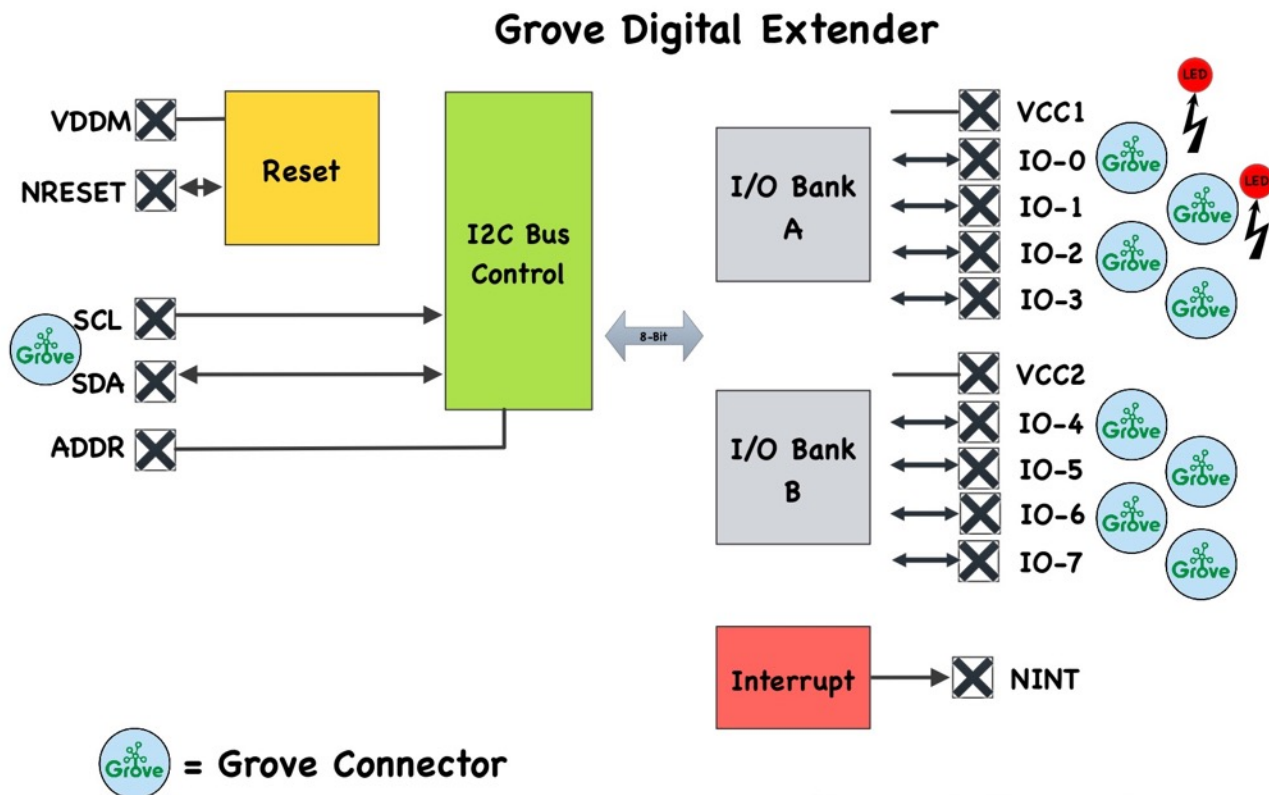 Grove Digital Extender
VDDM
NRESET
Reset
SCL
Grove
SDA
ADDR
I2C Bus
Control
8-Bit
I/O Bank
A
VCC1
IO-0
IO-1
IO-2
IO-3
Grove
Grove
Grove
Grove
LED
LED
I/O Bank
B
VCC2
IO-4
IO-5
IO-6
IO-7
Grove
Grove
Grove
Grove
Interrupt
NINT
Grove
= Grove Connector